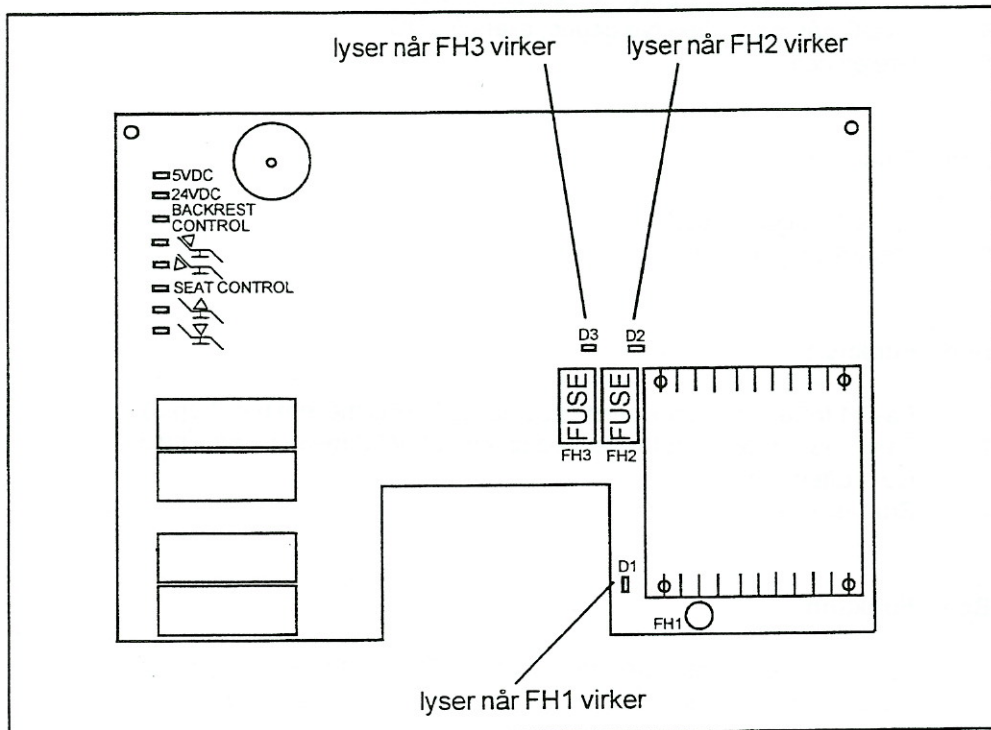 lyser når FH3 virker
lyser når FH2 virker
5VDC
24VDC
BACKREST
CONTROL
SEAT CONTROL
D3
D2
FUSE
FUSE
FH3
FH2
D1
FH1
lyser når FH1 virker